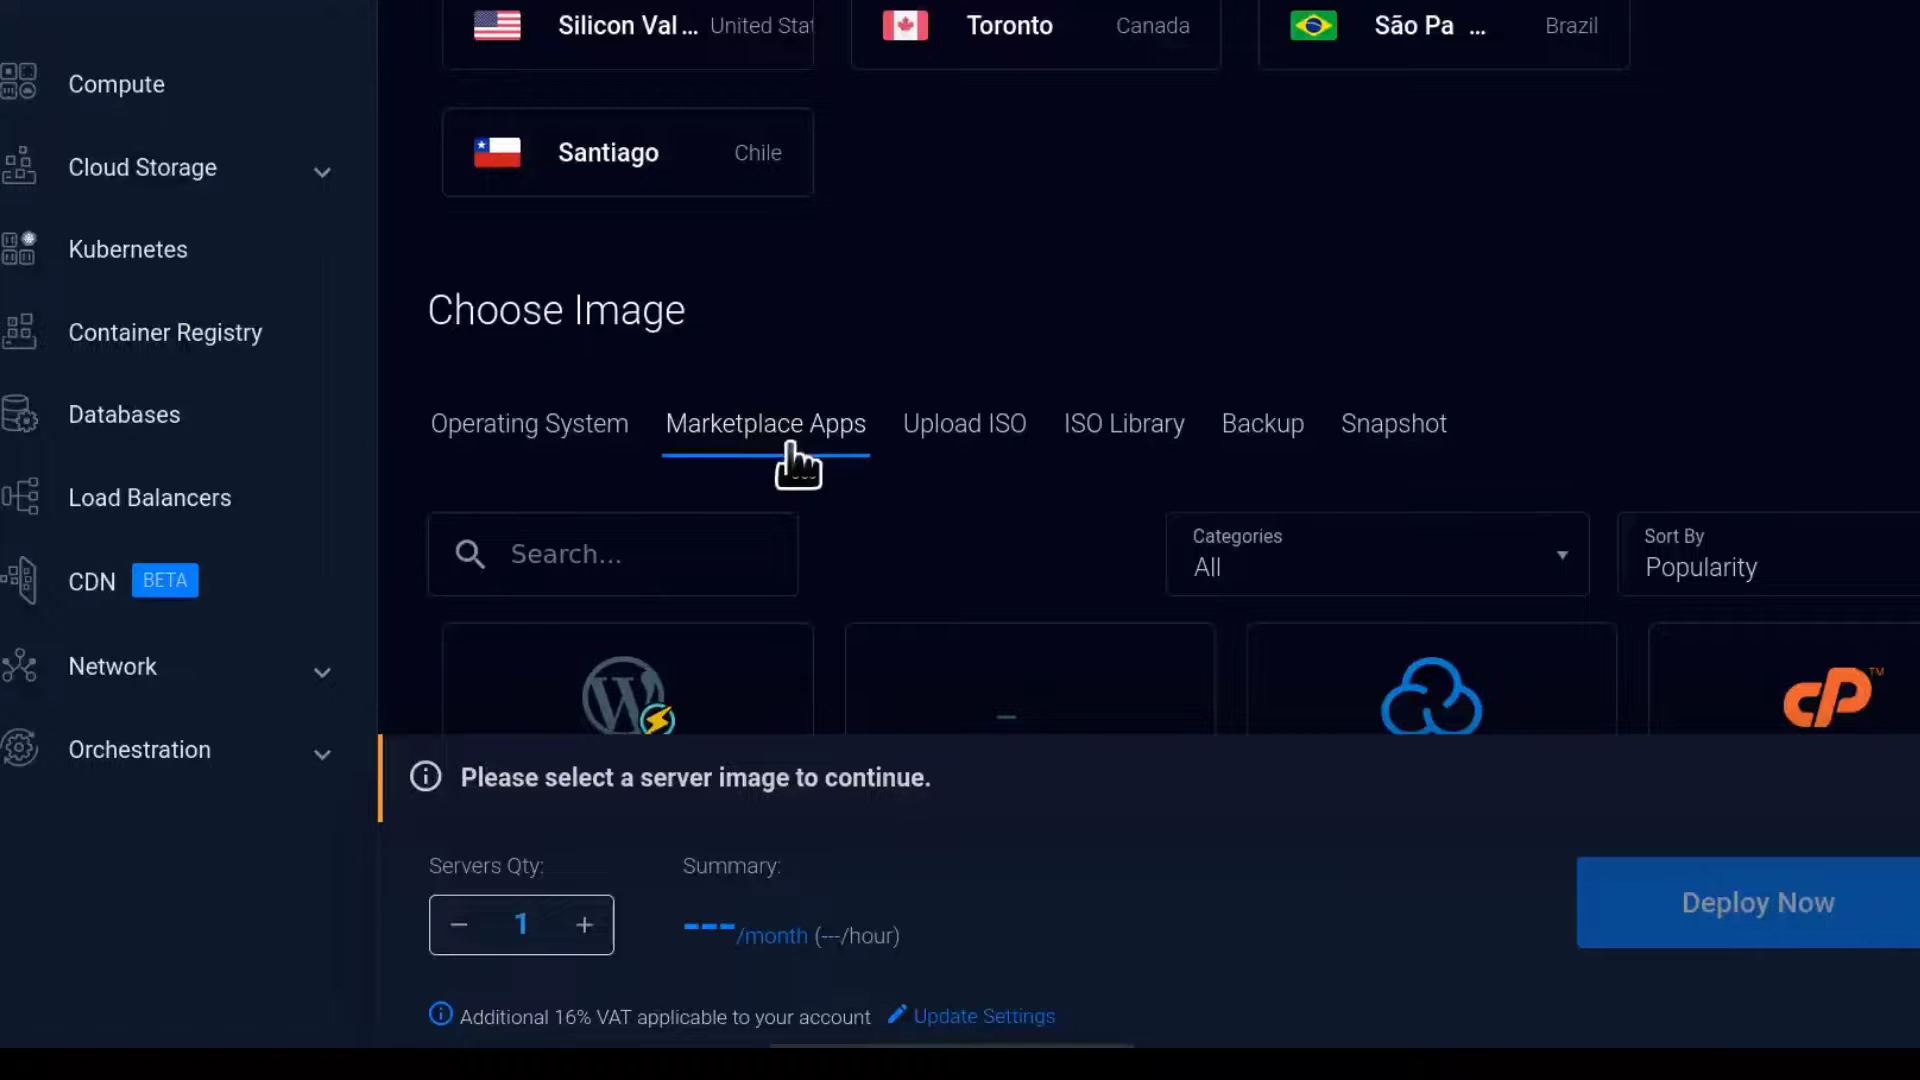 Silicon Val... United Stat
Toronto Canada
São Pa ... Brazil
Santiago Chile
Compute
Cloud Storage
Kubernetes
Container Registry
Databases
Load Balancers
CDN BETA
Network
Orchestration
Choose Image
Operating System Marketplace Apps Upload ISO ISO Library Backup Snapshot
Search...
Categories
All
Sort By
Popularity
W
cP™
Please select a server image to continue.
Servers Qty:
− 1 +
Summary:
---/month (---/hour)
Deploy Now
Additional 16% VAT applicable to your account Update Settings